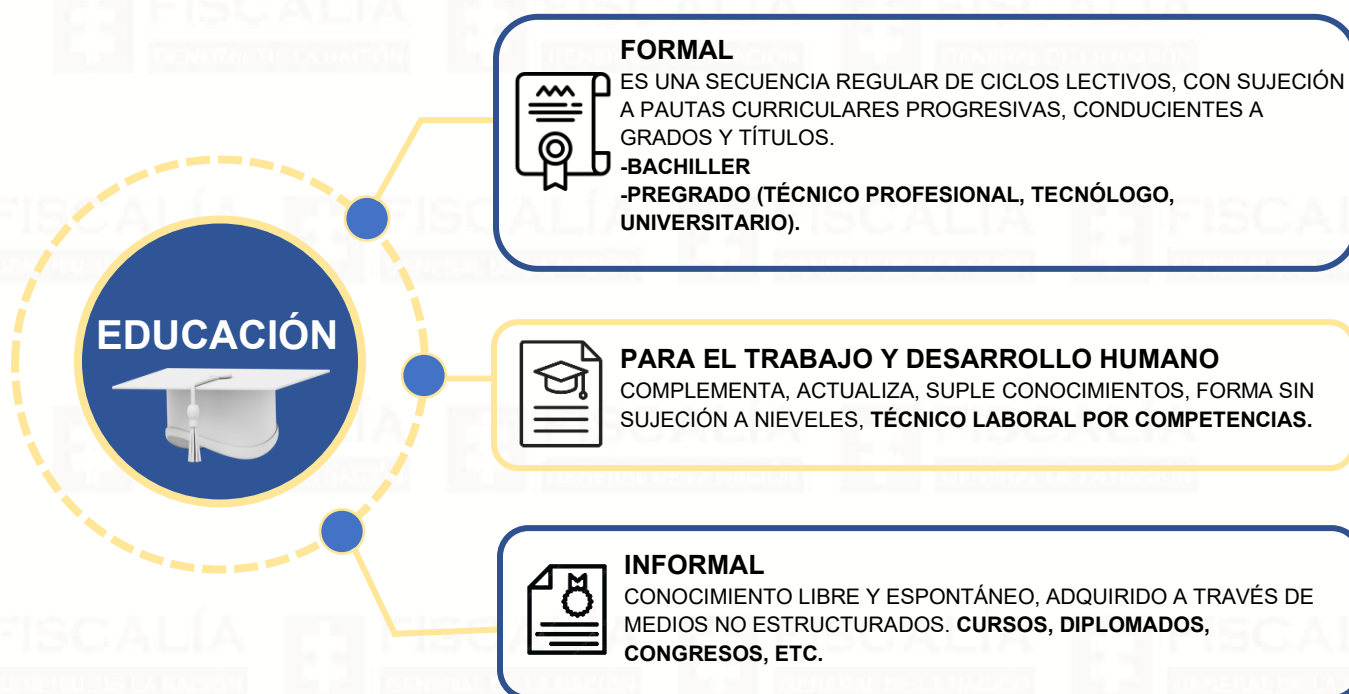 FORMAL
ES UNA SECUENCIA REGULAR DE CICLOS LECTIVOS, CON SUJECIÓN
A PAUTAS CURRICULARES PROGRESIVAS, CONDUCIENTES A
GRADOS Y TÍTULOS.
-BACHILLER
-PREGRADO (TÉCNICO PROFESIONAL, TECNÓLOGO,
UNIVERSITARIO).
EDUCACIÓN
PARA EL TRABAJO Y DESARROLLO HUMANO
COMPLEMENTA, ACTUALIZA, SUPLE CONOCIMIENTOS, FORMA SIN
SUJECIÓN A NIEVELES, TÉCNICO LABORAL POR COMPETENCIAS.
INFORMAL
CONOCIMIENTO LIBRE Y ESPONTÁNEO, ADQUIRIDO A TRAVÉS DE
MEDIOS NO ESTRUCTURADOS. CURSOS, DIPLOMADOS,
CONGRESOS, ETC.